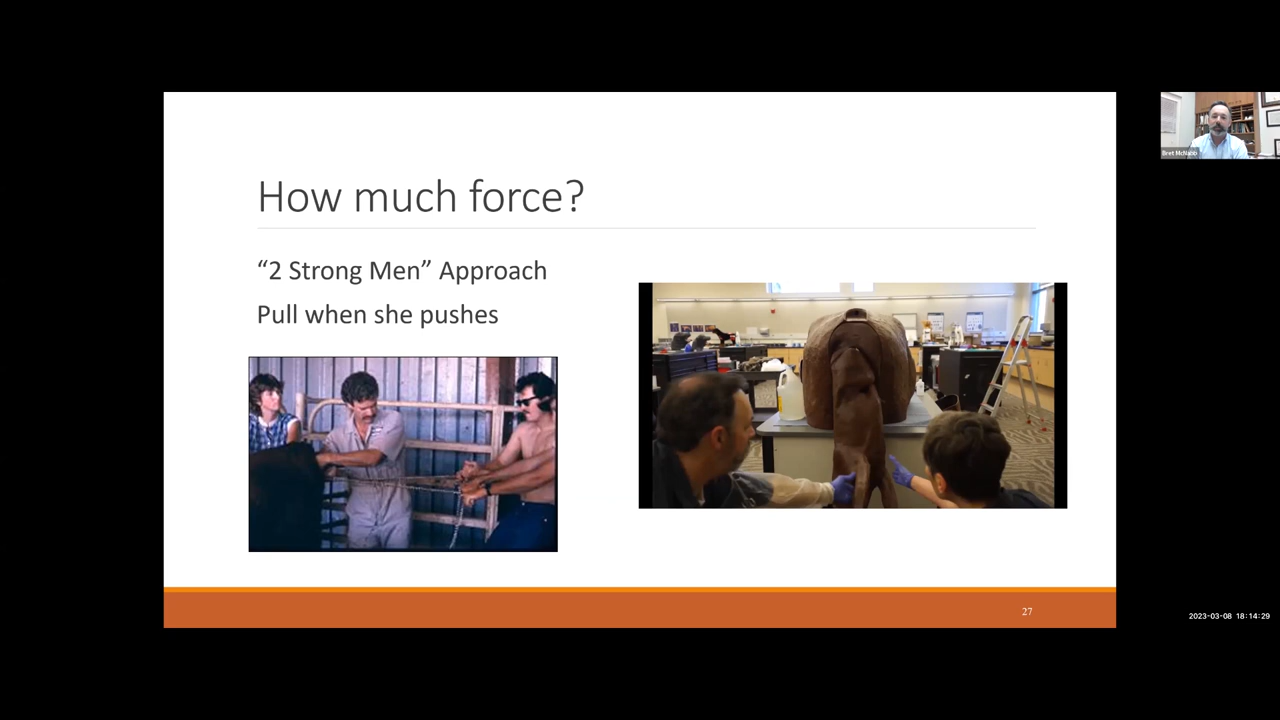 How much force?
“2 Strong Men” Approach
Pull when she pushes
Bret McNabb
27
2023-03-08 18:14:29